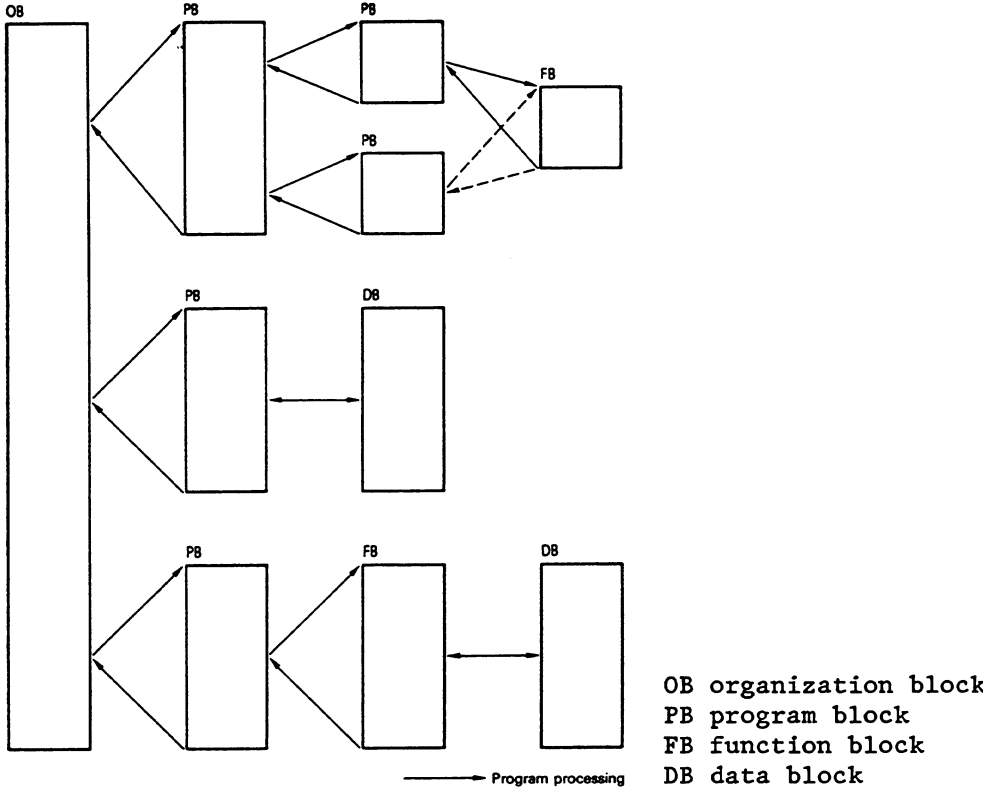 OB
PB
PB
FB
PB
PB
DB
PB
FB
DB
OB organization block
PB program block
FB function block
DB data block
Program processing